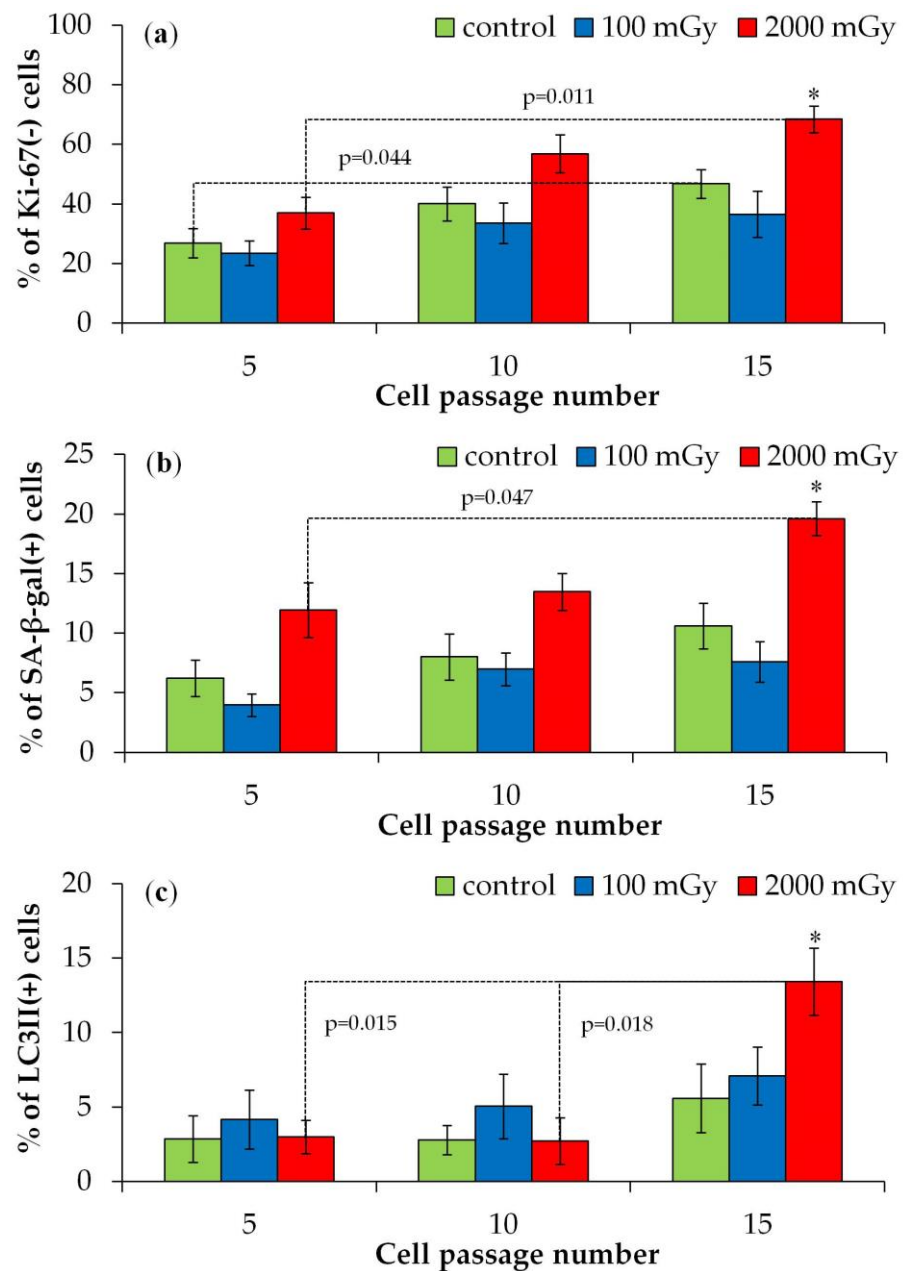 (a) control 100 mGy 2000 mGy
% of Ki-67(-) cells
100
80
60
40
20
0
p=0.011
*
p=0.044
5 10 15
Cell passage number
(b) control 100 mGy 2000 mGy
% of SA-β-gal(+) cells
25
20
15
10
5
0
p=0.047
*
5 10 15
Cell passage number
(c) control 100 mGy 2000 mGy
% of LC3II(+) cells
20
15
10
5
0
*
p=0.015 p=0.018
5 10 15
Cell passage number